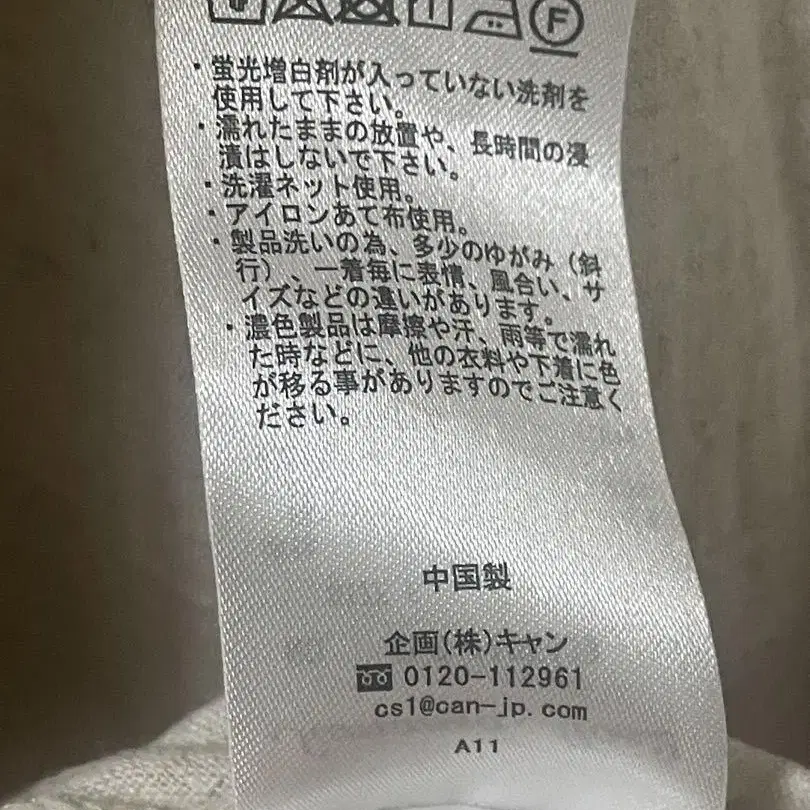 F
・蛍光増白剤が入っていない洗剤を
使用して下さい。
・濡れたままの放置や、長時間の浸
漬はしないで下さい。
・洗濯ネット使用。
・アイロンあて布使用。
・製品洗いの為、多少のゆがみ(斜
行)、一着毎に表情、風合い、サ
イズなどの違いがあります。
・濃色製品は摩擦や汗、雨等で濡れ
た時などに、他の衣料や下着に色
が移る事がありますのでご注意く
ださい。
中国製
企画(株)キャン
0120-112961
cs1@can-jp.com
A11